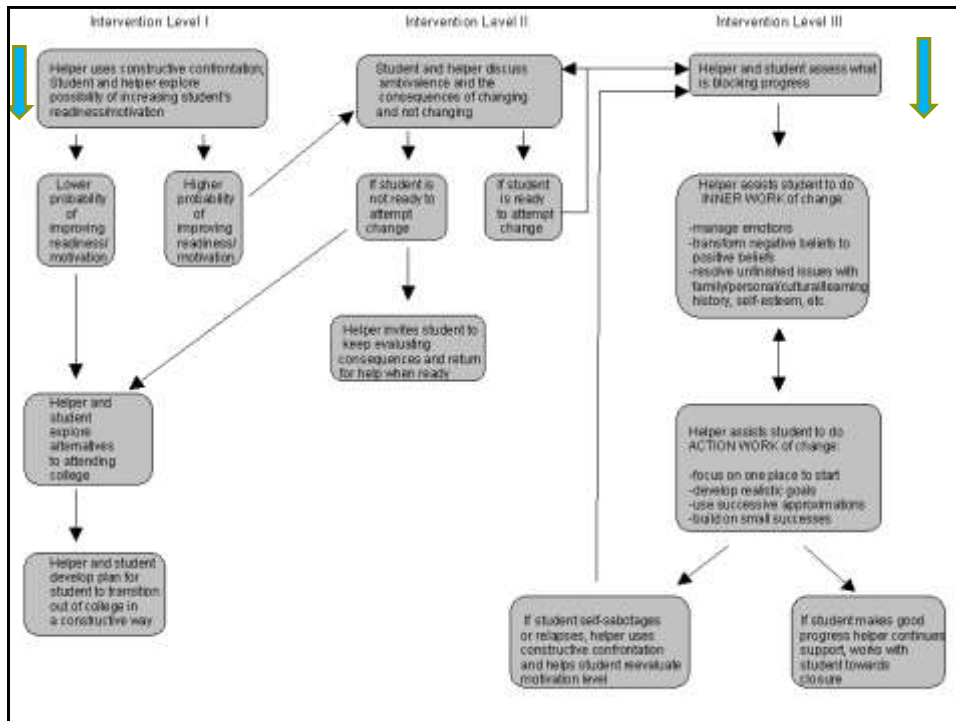 Intervention Level I
Intervention Level II
Intervention Level III
Helper uses constructive confrontation;
Student and helper explore
possibility of increasing student's
readiness/motivation
Student and helper discuss
ambivalence and the
consequences of changing
and not changing
Helper and student assess what
is blocking progress
Lower
probability
of
improving
readiness/
motivation
Higher
probability
of
improving
readiness/
motivation
If student is
not ready to
attempt
change
If student
is ready
to attempt
change
Helper assists student to do
INNER WORK of change:
-manage emotions
-transform negative beliefs to
positive beliefs
-resolve unfinished issues with
family/personal/cultural/learning
history, self-esteem, etc
Helper invites student to
keep evaluating
consequences and return
for help when ready
Helper and
student
explore
alternatives
to attending
college
Helper assists student to do
ACTION WORK of change:
-focus on one place to start
-develop realistic goals
-use successive approximations
-build on small successes
Helper and student
develop plan for
student to transition
out of college in
a constructive way
If student self-sabotages
or relapses, helper uses
constructive confrontation
and helps student reevaluate
motivation level
If student makes good
progress helper continues
support, works with
student towards
closure